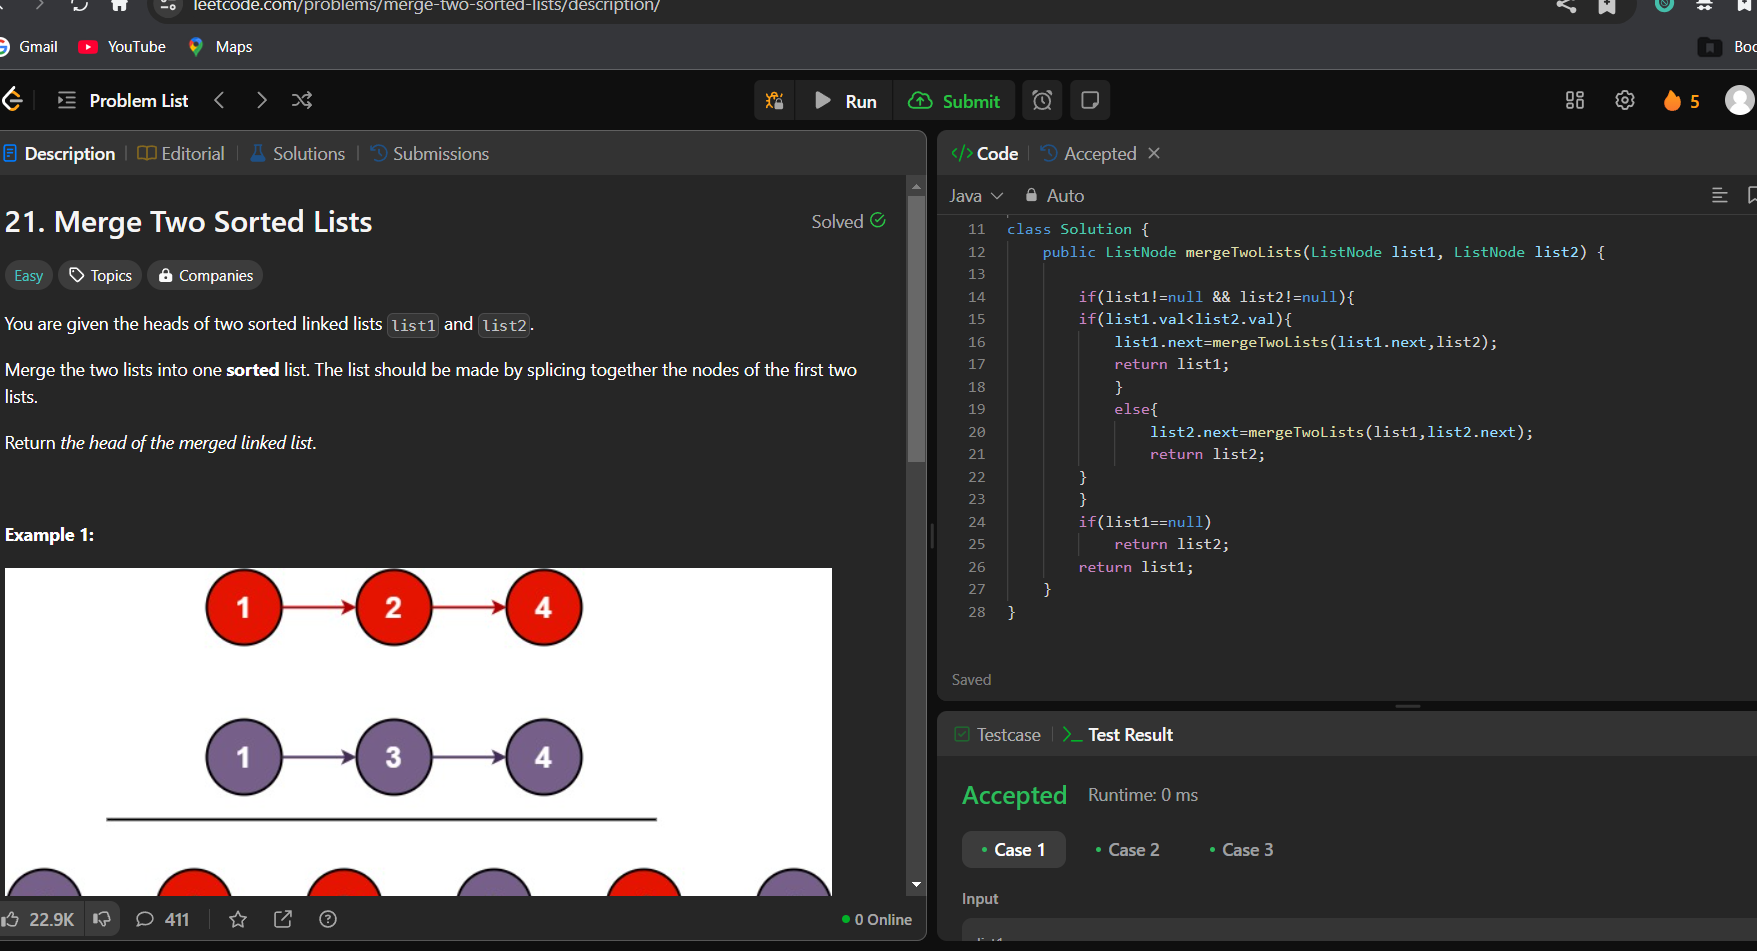 leetcode.com/problems/merge-two-sorted-lists/description/
Gmail YouTube Maps
Problem List Run Submit 5
Description Editorial Solutions Submissions
21. Merge Two Sorted Lists Solved
Easy Topics Companies
You are given the heads of two sorted linked lists list1 and list2.
Merge the two lists into one sorted list. The list should be made by splicing together the nodes of the first two
lists.
Return the head of the merged linked list.
Example 1:
1 2 4
1 3 4
22.9K 411 0 Online
</> Code Accepted
Java Auto
11 class Solution {
12 public ListNode mergeTwoLists(ListNode list1, ListNode list2) {
13
14 if(list1!=null && list2!=null){
15 if(list1.val<list2.val){
16 list1.next=mergeTwoLists(list1.next,list2);
17 return list1;
18 }
19 else{
20 list2.next=mergeTwoLists(list1,list2.next);
21 return list2;
22 }
23 }
24 if(list1==null)
25 return list2;
26 return list1;
27 }
28 }
Saved
Testcase >_ Test Result
Accepted Runtime: 0 ms
Case 1 Case 2 Case 3
Input